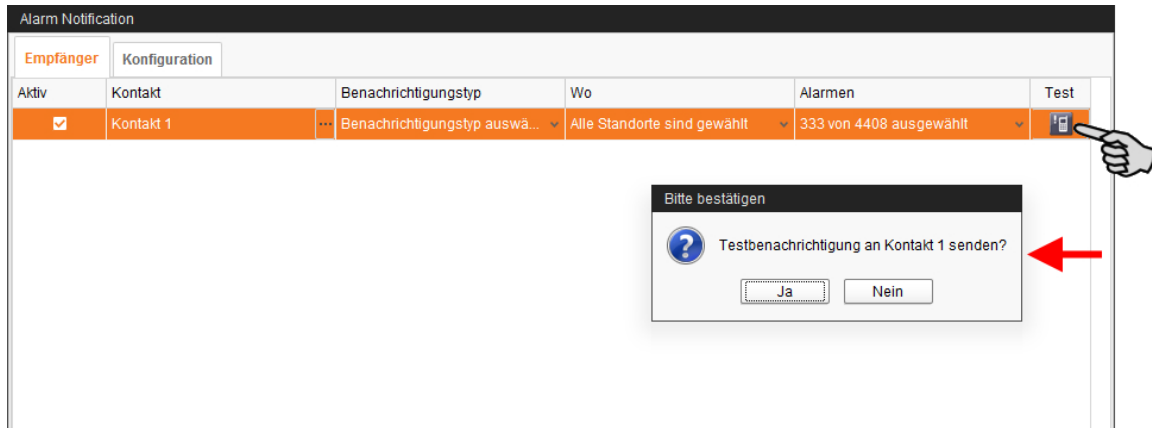 Alarm Notification
Empfänger Konfiguration
Aktiv Kontakt Benachrichtigungstyp Wo Alarmen Test
Kontakt 1 ... Benachrichtigungstyp auswä... Alle Standorte sind gewählt 333 von 4408 ausgewählt
Bitte bestätigen
Testbenachrichtigung an Kontakt 1 senden?
Ja Nein